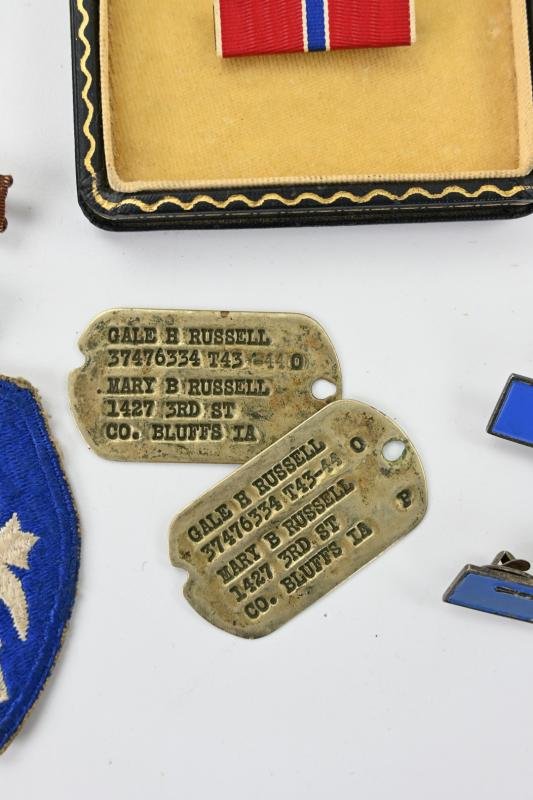 GALE H RUSSELL
37476334 T43-44 O
MARY B RUSSELL
1427 3RD ST
CO. BLUFFS IA
GALE H RUSSELL
37476334 T43-44 O
MARY B RUSSELL
1427 3RD ST
CO. BLUFFS IA P